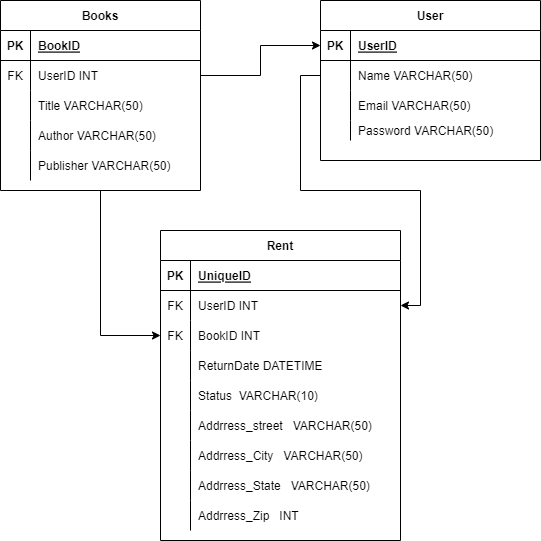 Books
PK BookID
FK UserID INT
Title VARCHAR(50)
Author VARCHAR(50)
Publisher VARCHAR(50)
User
PK UserID
Name VARCHAR(50)
Email VARCHAR(50)
Password VARCHAR(50)
Rent
PK UniqueID
FK UserID INT
FK BookID INT
ReturnDate DATETIME
Status VARCHAR(10)
Addrress_street VARCHAR(50)
Addrress_City VARCHAR(50)
Addrress_State VARCHAR(50)
Addrress_Zip INT